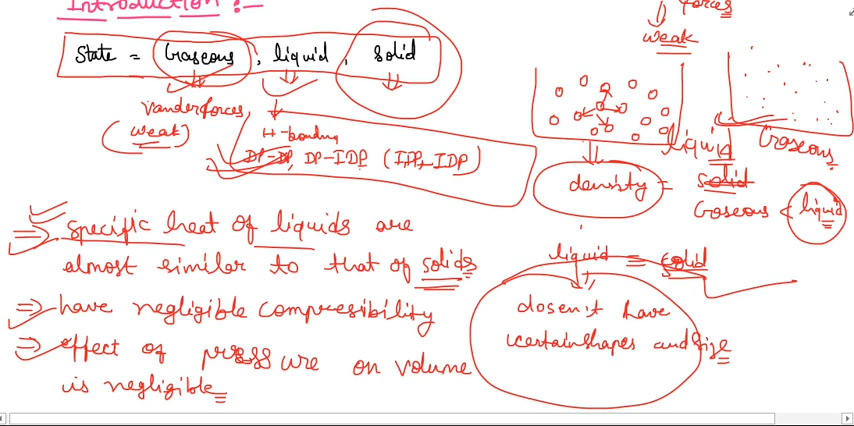 Introduction:-
State = Gaseous, liquid, solid
vanderforces,
(weak)
H-bonding
DP-DP, DP-IDP (IDP-IDP)
=> specific heat of liquids are
almost similar to that of solids
=> have negligible compressibility
=> effect of pressure on volume
is negligible
forces
weak
liquid
Gaseous
density = solid
Gaseous < liquid
liquid = solid
dosen't have
certain shapes and size